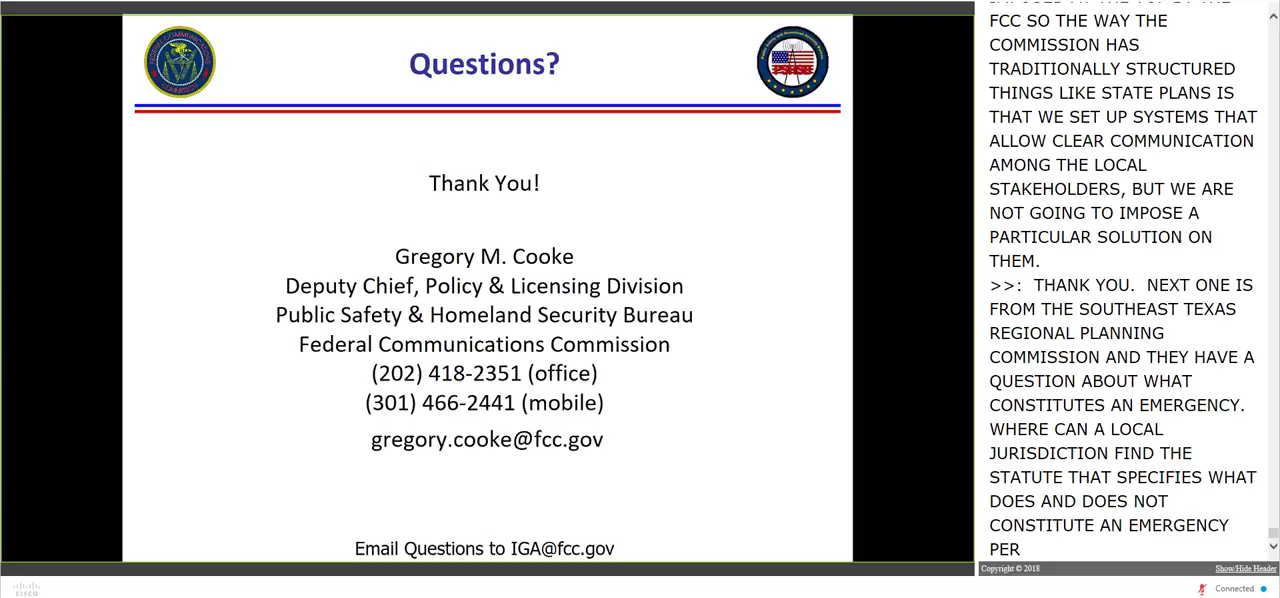 Questions?
Thank You!
Gregory M. Cooke
Deputy Chief, Policy & Licensing Division
Public Safety & Homeland Security Bureau
Federal Communications Commission
(202) 418-2351 (office)
(301) 466-2441 (mobile)
gregory.cooke@fcc.gov
Email Questions to IGA@fcc.gov
FCC SO THE WAY THE
COMMISSION HAS
TRADITIONALLY STRUCTURED
THINGS LIKE STATE PLANS IS
THAT WE SET UP SYSTEMS THAT
ALLOW CLEAR COMMUNICATION
AMONG THE LOCAL
STAKEHOLDERS, BUT WE ARE
NOT GOING TO IMPOSE A
PARTICULAR SOLUTION ON
THEM.
>>:  THANK YOU.  NEXT ONE IS
FROM THE SOUTHEAST TEXAS
REGIONAL PLANNING
COMMISSION AND THEY HAVE A
QUESTION ABOUT WHAT
CONSTITUTES AN EMERGENCY.
WHERE CAN A LOCAL
JURISDICTION FIND THE
STATUTE THAT SPECIFIES WHAT
DOES AND DOES NOT
CONSTITUTE AN EMERGENCY
PER
Copyright © 2018
Show/Hide Header
CISCO
Connected